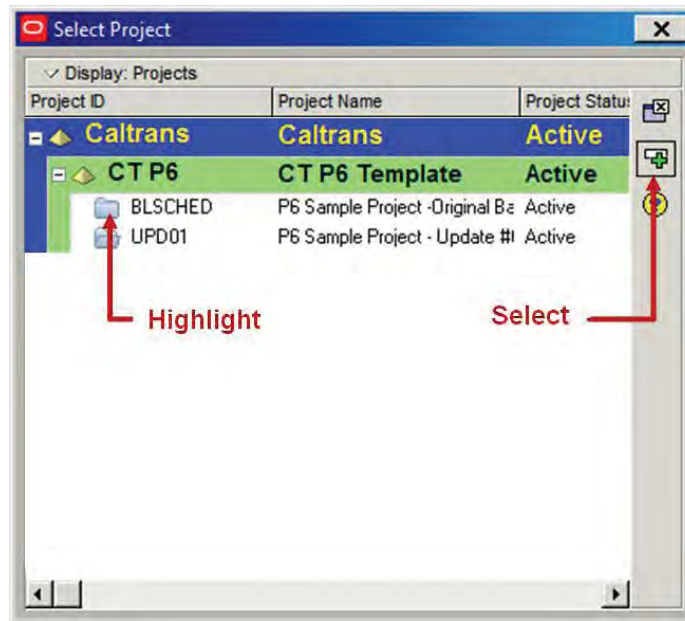 Select Project
Display: Projects
Project ID Project Name Project Statu
Caltrans Caltrans Active
CT P6 CT P6 Template Active
BLSCHED P6 Sample Project -Original Ba Active
UPD01 P6 Sample Project - Update #( Active
Highlight Select